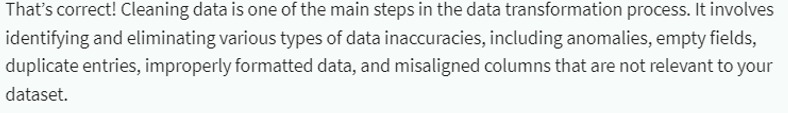 That's correct! Cleaning data is one of the main steps in the data transformation process. It involves
identifying and eliminating various types of data inaccuracies, including anomalies, empty fields,
duplicate entries, improperly formatted data, and misaligned columns that are not relevant to your
dataset.